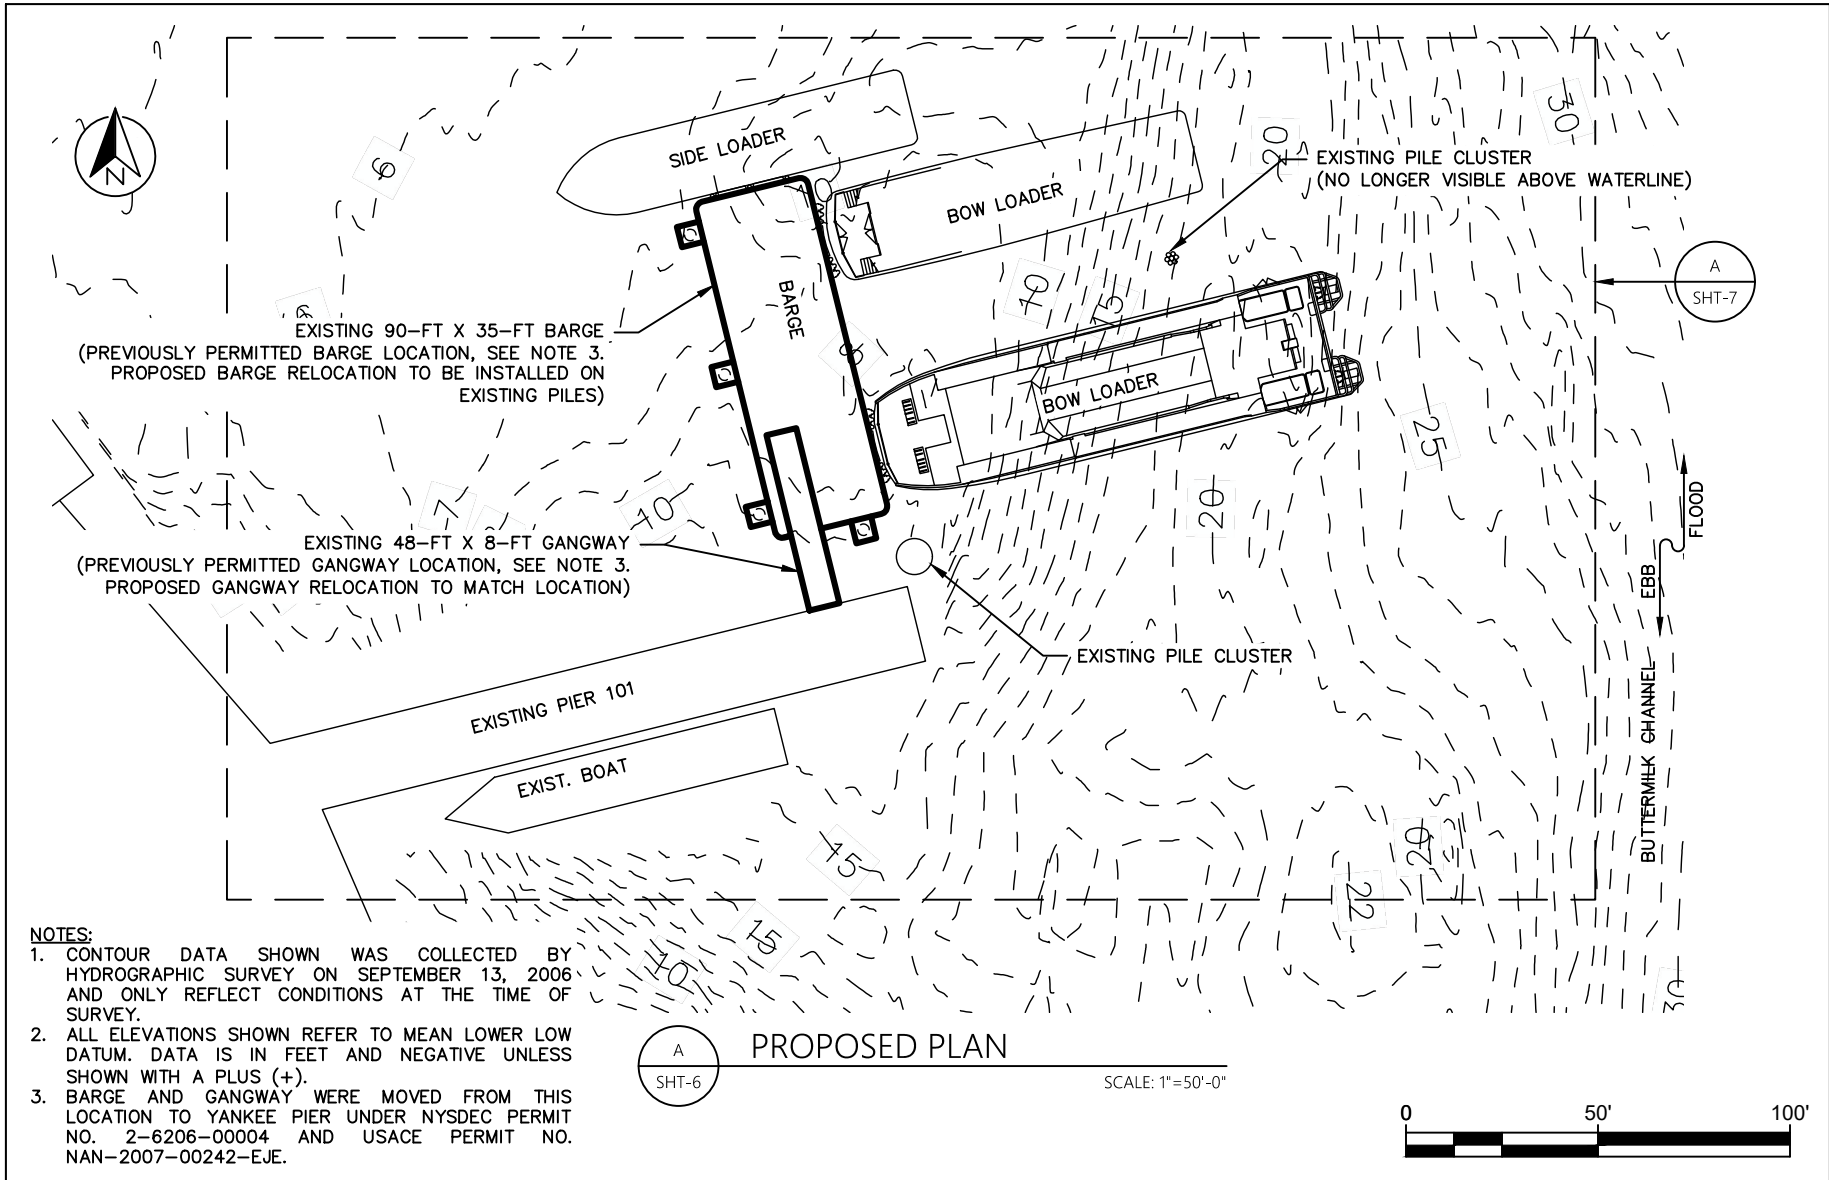 N
9
9
SIDE LOADER
BOW LOADER
20
30
EXISTING PILE CLUSTER
(NO LONGER VISIBLE ABOVE WATERLINE)
A
SHT-7
BARGE
10
15
EXISTING 90-FT X 35-FT BARGE
(PREVIOUSLY PERMITTED BARGE LOCATION, SEE NOTE 3.
PROPOSED BARGE RELOCATION TO BE INSTALLED ON
EXISTING PILES)
BOW LOADER
25
7
10
20
FLOOD
EBB
EXISTING 48-FT X 8-FT GANGWAY
(PREVIOUSLY PERMITTED GANGWAY LOCATION, SEE NOTE 3.
PROPOSED GANGWAY RELOCATION TO MATCH LOCATION)
EXISTING PILE CLUSTER
EXISTING PIER 101
EXIST. BOAT
BUTTERMILK CHANNEL
15
20
22
15
10
30
NOTES:
1. CONTOUR DATA SHOWN WAS COLLECTED BY
HYDROGRAPHIC SURVEY ON SEPTEMBER 13, 2006
AND ONLY REFLECT CONDITIONS AT THE TIME OF
SURVEY.
2. ALL ELEVATIONS SHOWN REFER TO MEAN LOWER LOW
DATUM. DATA IS IN FEET AND NEGATIVE UNLESS
SHOWN WITH A PLUS (+).
3. BARGE AND GANGWAY WERE MOVED FROM THIS
LOCATION TO YANKEE PIER UNDER NYSDEC PERMIT
NO. 2-6206-00004 AND USACE PERMIT NO.
NAN-2007-00242-EJE.
A
SHT-6
PROPOSED PLAN
SCALE: 1"=50'-0"
0 50' 100'